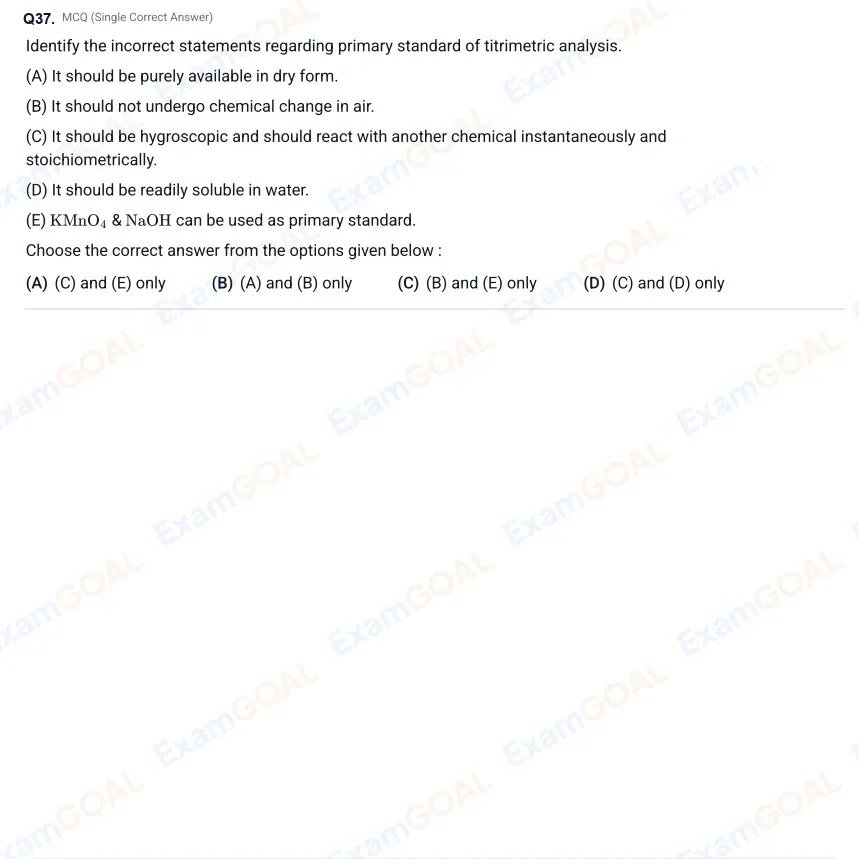 Q37. MCQ (Single Correct Answer)
Identify the incorrect statements regarding primary standard of titrimetric analysis.
(A) It should be purely available in dry form.
(B) It should not undergo chemical change in air.
(C) It should be hygroscopic and should react with another chemical instantaneously and
stoichiometrically.
(D) It should be readily soluble in water.
(E) KMnO₄ & NaOH can be used as primary standard.
Choose the correct answer from the options given below :
(A) (C) and (E) only (B) (A) and (B) only (C) (B) and (E) only (D) (C) and (D) only
ExamGOAL